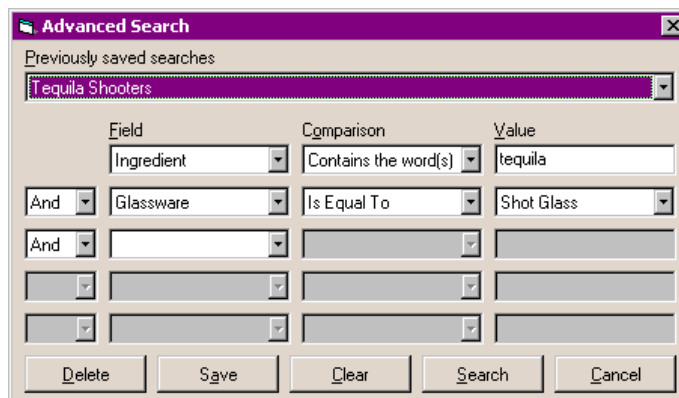 Advanced Search
Previously saved searches
Tequila Shooters
Field Comparison Value
Ingredient Contains the word(s) tequila
And Glassware Is Equal To Shot Glass
And
Delete Save Clear Search Cancel